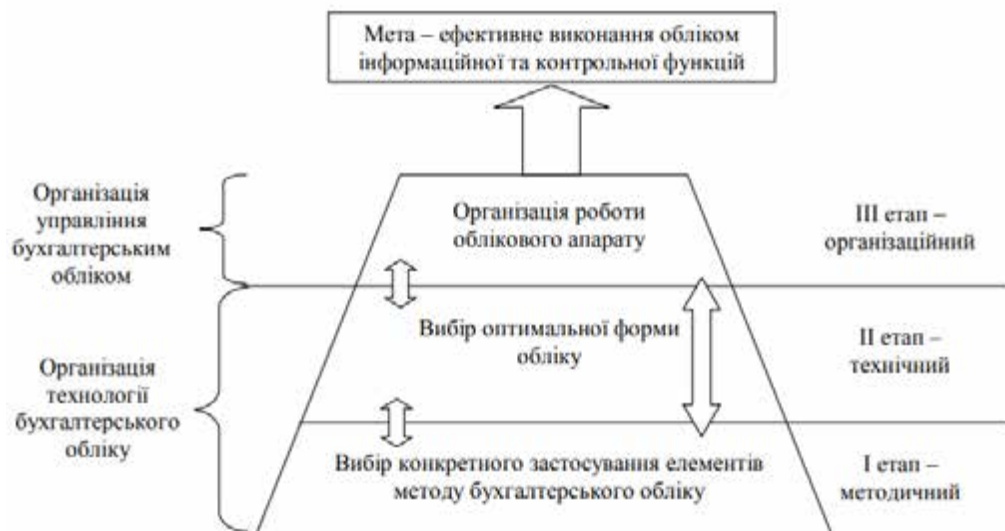 Мета – ефективне виконання обліком
інформаційної та контрольної функцій
Організація
управління
бухгалтерським
обліком
Організація роботи
облікового апарату
III етап –
організаційний
Організація
технології
бухгалтерського
обліку
Вибір оптимальної форми
обліку
II етап –
технічний
Вибір конкретного застосування елементів
методу бухгалтерського обліку
I етап –
методичний